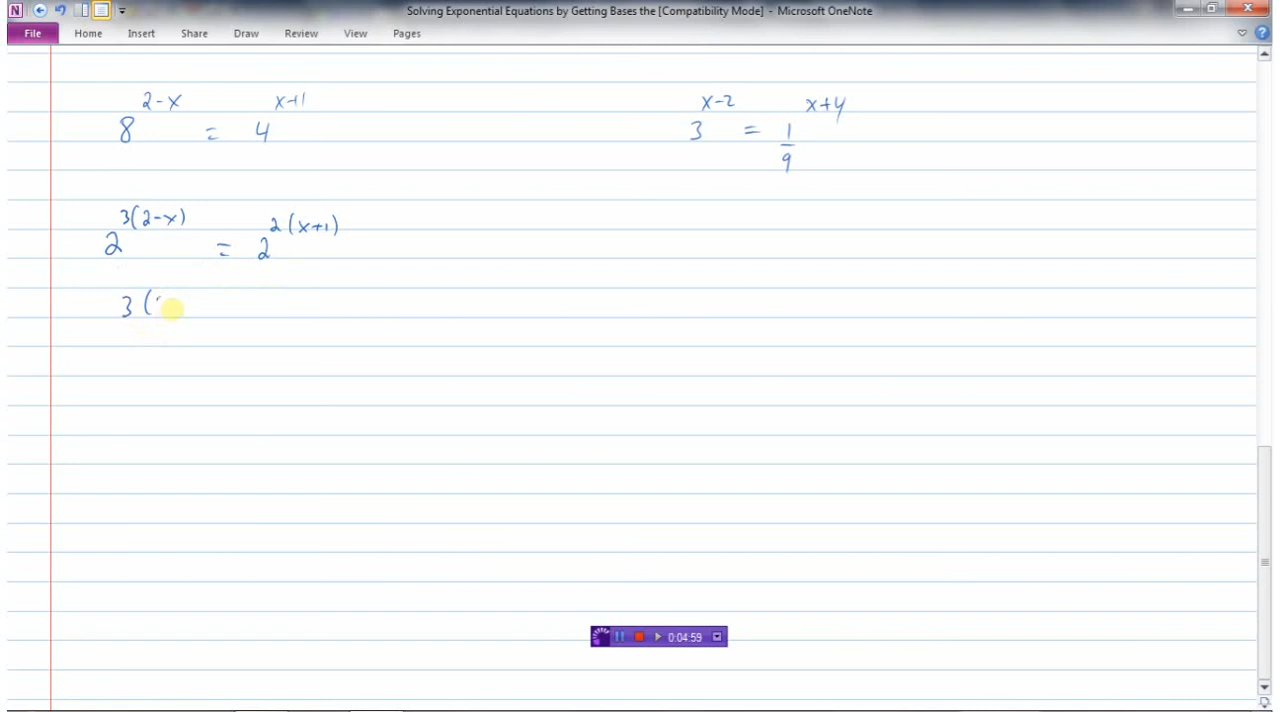 Solving Exponential Equations by Getting Bases the [Compatibility Mode] - Microsoft OneNote
File Home Insert Share Draw Review View Pages
8^(2-x) = 4^(x+1)
3^(x-2) = 1/9^(x+4)
2^(3(2-x)) = 2^(2(x+1))
3(
0:04:59